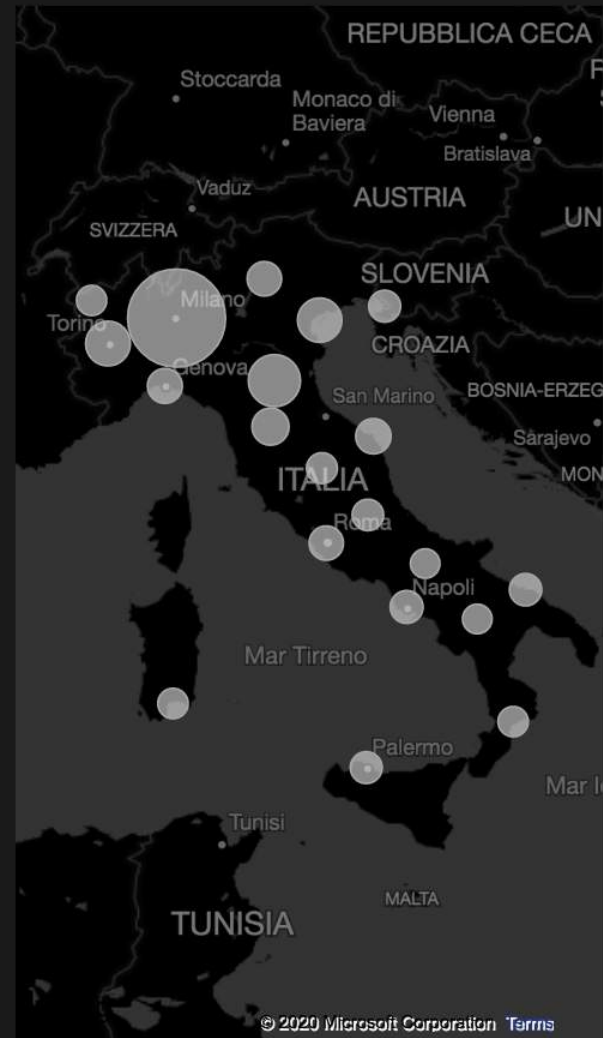 REPUBBLICA CECA
Stoccarda
Monaco di
Baviera
Vienna
Bratislava
Vaduz
AUSTRIA
UN
SVIZZERA
SLOVENIA
Milano
Torino
CROAZIA
Genova
San Marino
BOSNIA-ERZEG
Sarajevo
ITALIA
MON
Roma
Napoli
Mar Tirreno
Palermo
Mar I
Tunisi
MALTA
TUNISIA
© 2020 Microsoft Corporation Terms